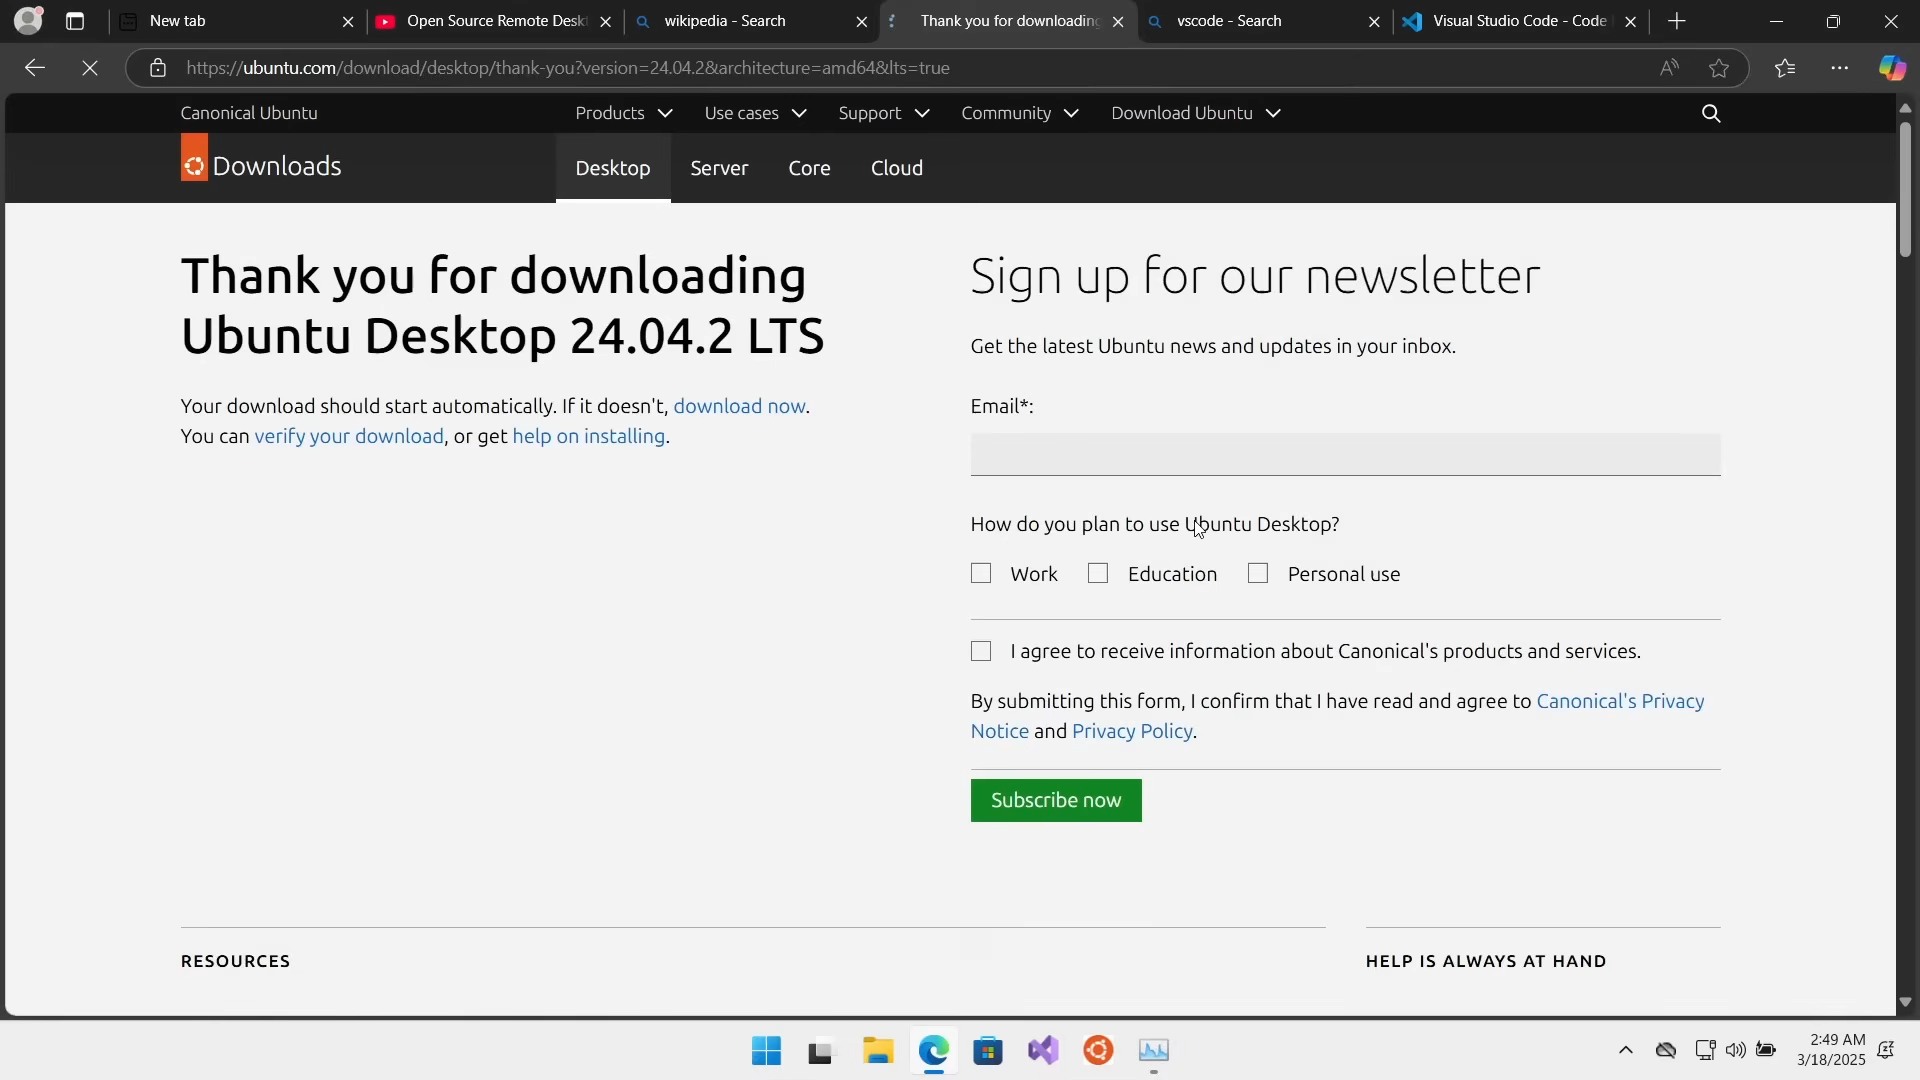 New tab
Open Source Remote Desk
wikipedia - Search
Thank you for downloading
vscode - Search
Visual Studio Code - Code
https://ubuntu.com/download/desktop/thank-you?version=24.04.2&architecture=amd64&lts=true
Canonical Ubuntu
Products
Use cases
Support
Community
Download Ubuntu
Downloads
Desktop
Server
Core
Cloud
Thank you for downloading
Ubuntu Desktop 24.04.2 LTS
Your download should start automatically. If it doesn't, download now.
You can verify your download, or get help on installing.
Sign up for our newsletter
Get the latest Ubuntu news and updates in your inbox.
Email*:
How do you plan to use Ubuntu Desktop?
Work
Education
Personal use
I agree to receive information about Canonical's products and services.
By submitting this form, I confirm that I have read and agree to Canonical's Privacy
Notice and Privacy Policy.
Subscribe now
RESOURCES
HELP IS ALWAYS AT HAND
2:49 AM
3/18/2025